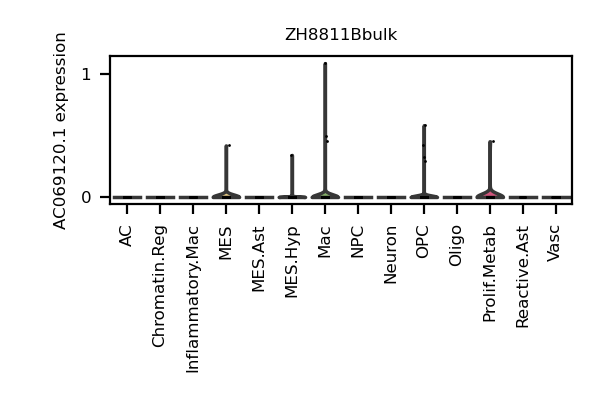 ZH8811Bbulk
AC069120.1 expression
1
0
AC
Chromatin.Reg
Inflammatory.Mac
MES
MES.Ast
MES.Hyp
Mac
NPC
Neuron
OPC
Oligo
Prolif.Metab
Reactive.Ast
Vasc